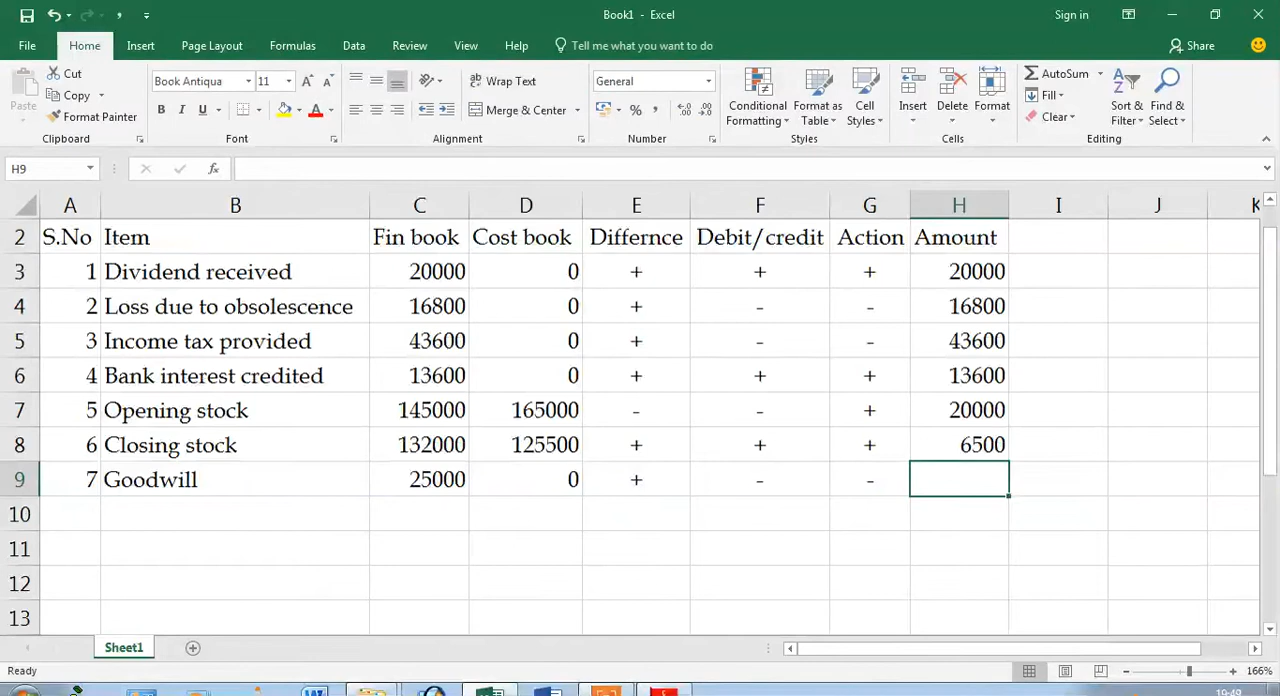 Book1 - Excel
Sign in
File Home Insert Page Layout Formulas Data Review View Help Tell me what you want to do Share
Paste Cut Copy Format Painter
Clipboard
Book Antiqua 11 A A
B I U A
Font
Wrap Text
Merge & Center
Alignment
General
% ,
Number
Conditional Formatting Format as Table Cell Styles
Styles
Insert Delete Format
Cells
AutoSum
Fill
Clear
Sort & Filter Find & Select
Editing
H9 fx
A B C D E F G H I J K
2 S.No Item Fin book Cost book Differnce Debit/credit Action Amount
3 1 Dividend received 20000 0 + + + 20000
4 2 Loss due to obsolescence 16800 0 + - - 16800
5 3 Income tax provided 43600 0 + - - 43600
6 4 Bank interest credited 13600 0 + + + 13600
7 5 Opening stock 145000 165000 - - + 20000
8 6 Closing stock 132000 125500 + + + 6500
9 7 Goodwill 25000 0 + - -
10
11
12
13
Sheet1
Ready 166%